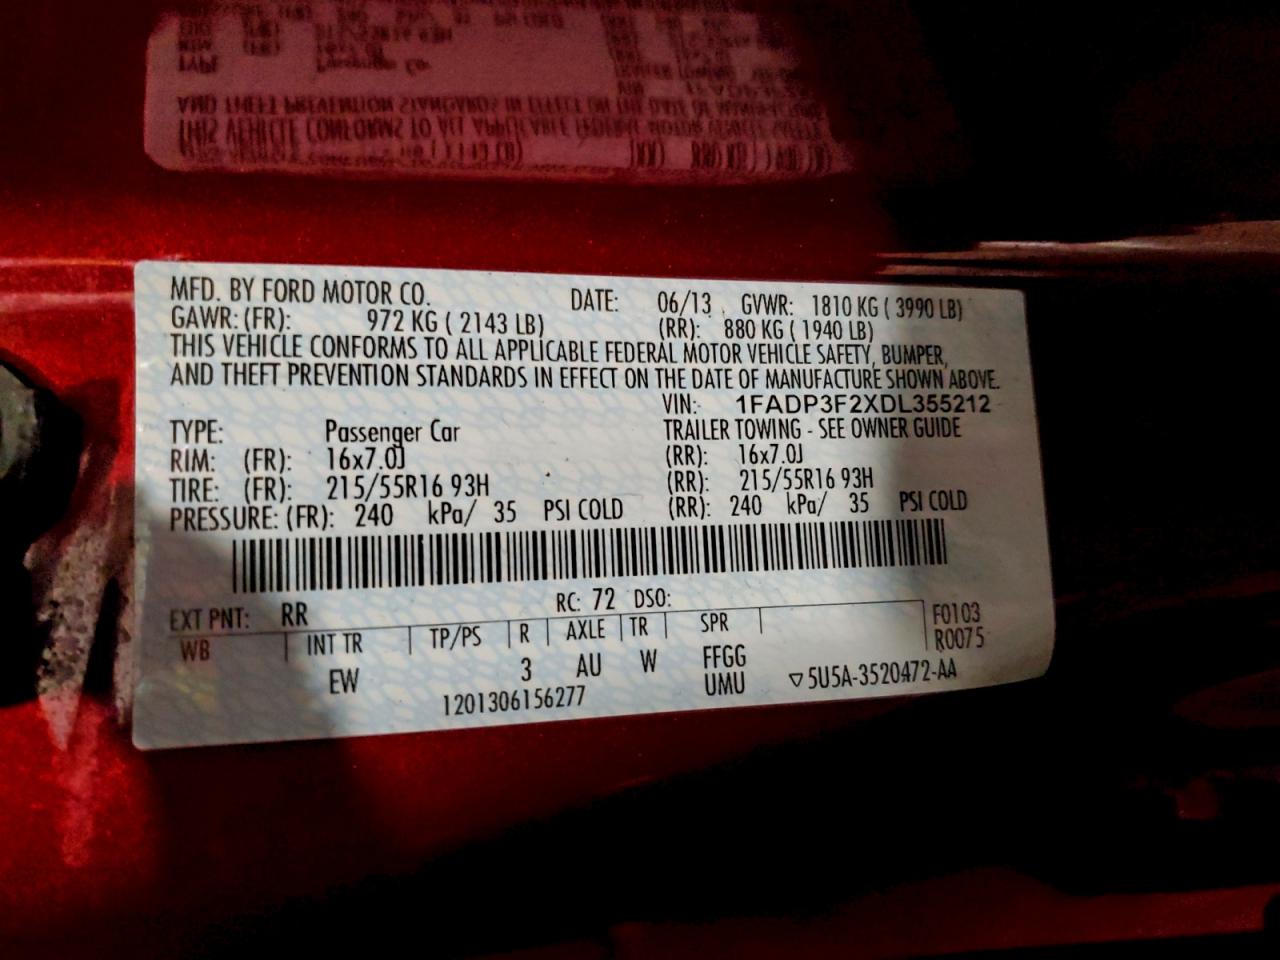 MFD. BY FORD MOTOR CO. DATE: 06/13 GVWR: 1810 KG ( 3990 LB)
GAWR: (FR): 972 KG ( 2143 LB) (RR): 880 KG ( 1940 LB)
THIS VEHICLE CONFORMS TO ALL APPLICABLE FEDERAL MOTOR VEHICLE SAFETY, BUMPER,
AND THEFT PREVENTION STANDARDS IN EFFECT ON THE DATE OF MANUFACTURE SHOWN ABOVE.
VIN: 1FADP3F2XDL355212
TYPE: Passenger Car TRAILER TOWING - SEE OWNER GUIDE
RIM: (FR): 16x7.0J (RR): 16x7.0J
TIRE: (FR): 215/55R16 93H (RR): 215/55R16 93H
PRESSURE: (FR): 240 kPa/ 35 PSI COLD (RR): 240 kPa/ 35 PSI COLD
EXT PNT: RR RC: 72 DSO:
WB INT TR TP/PS R AXLE TR SPR F0103
R0075
EW 3 AU W FFGG
UMU ▽5U5A-3520472-AA
1201306156277